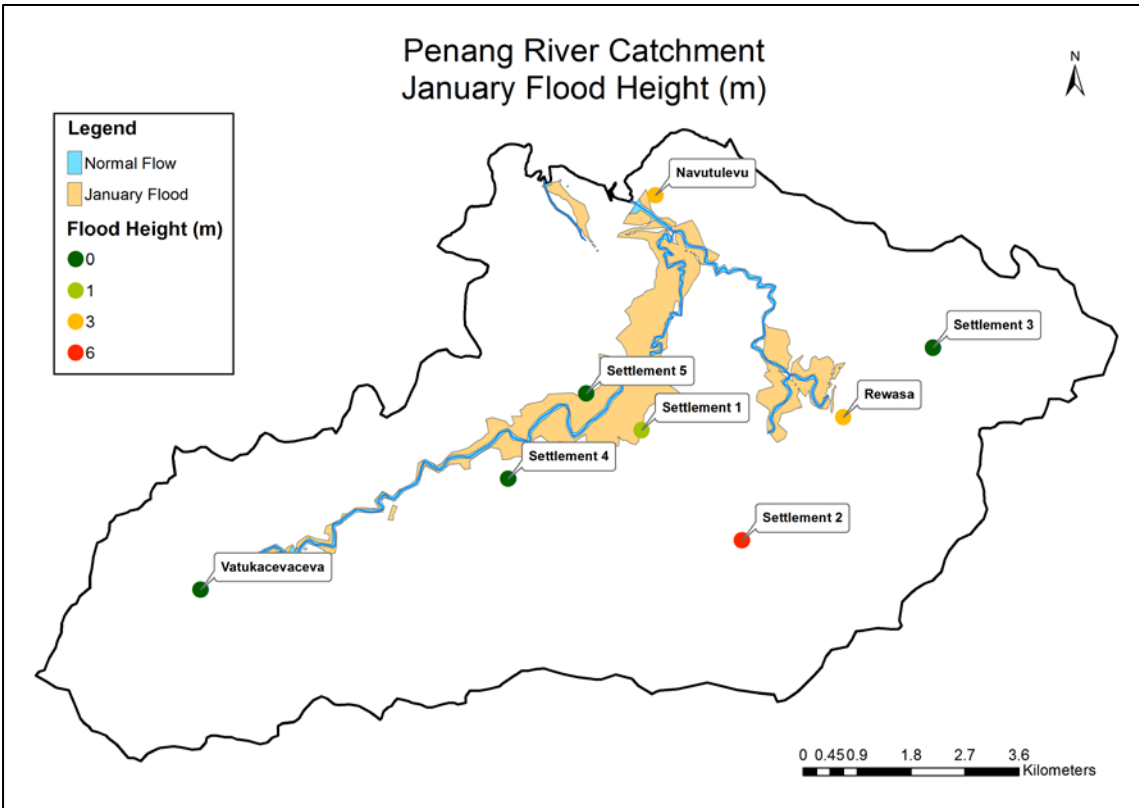 Penang River Catchment
January Flood Height (m)
N
Legend
Normal Flow
January Flood
Flood Height (m)
0
1
3
6
Navutulevu
Settlement 3
Settlement 5
Rewasa
Settlement 1
Settlement 4
Settlement 2
Vatukacevaceva
0 0.450.9 1.8 2.7 3.6
Kilometers